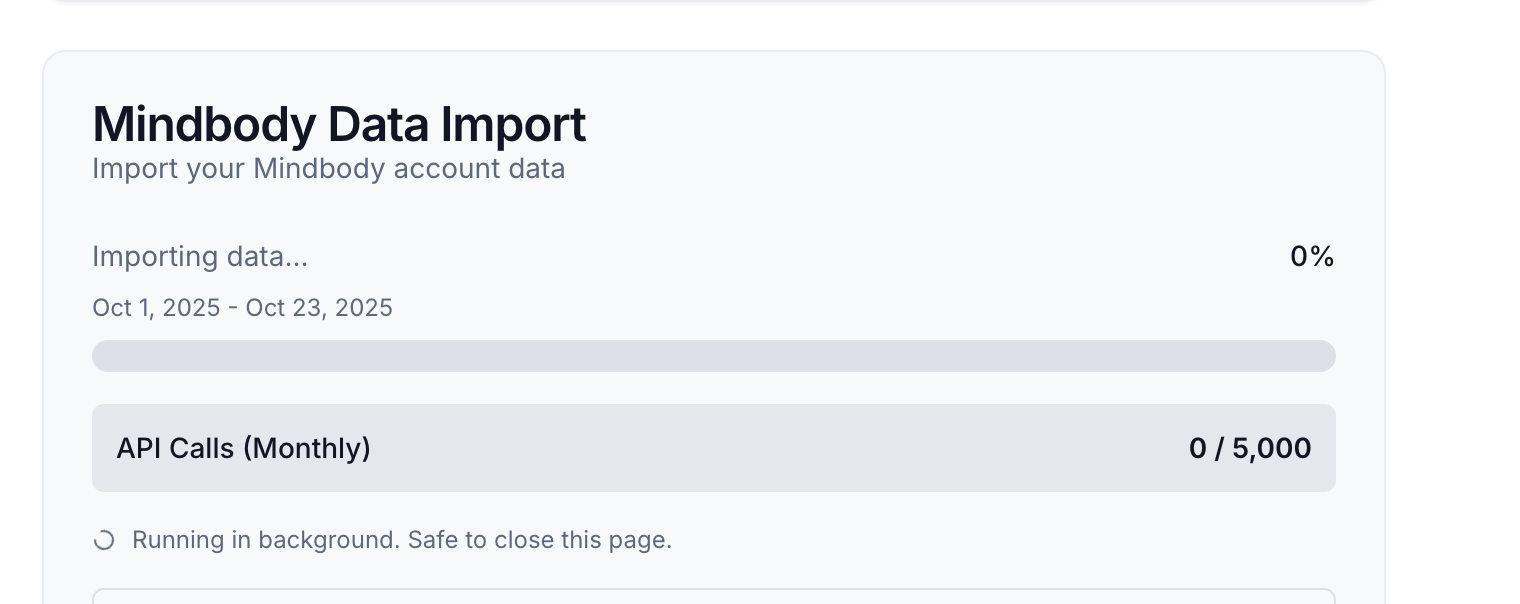 Mindbody Data Import
Import your Mindbody account data
Importing data...
0%
Oct 1, 2025 - Oct 23, 2025
API Calls (Monthly)
0 / 5,000
Running in background. Safe to close this page.